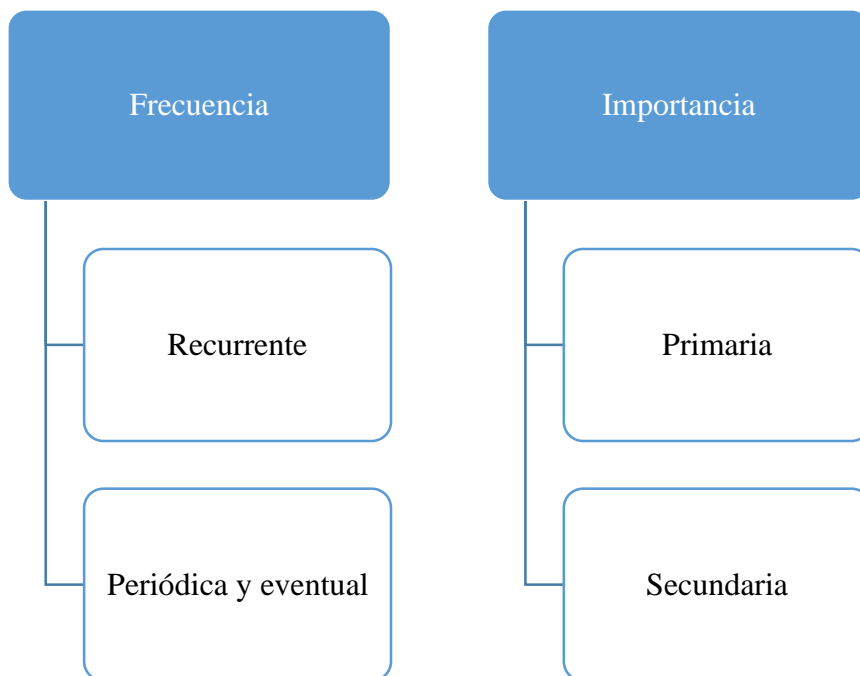 Frecuencia
Recurrente
Periódica y eventual
Importancia
Primaria
Secundaria